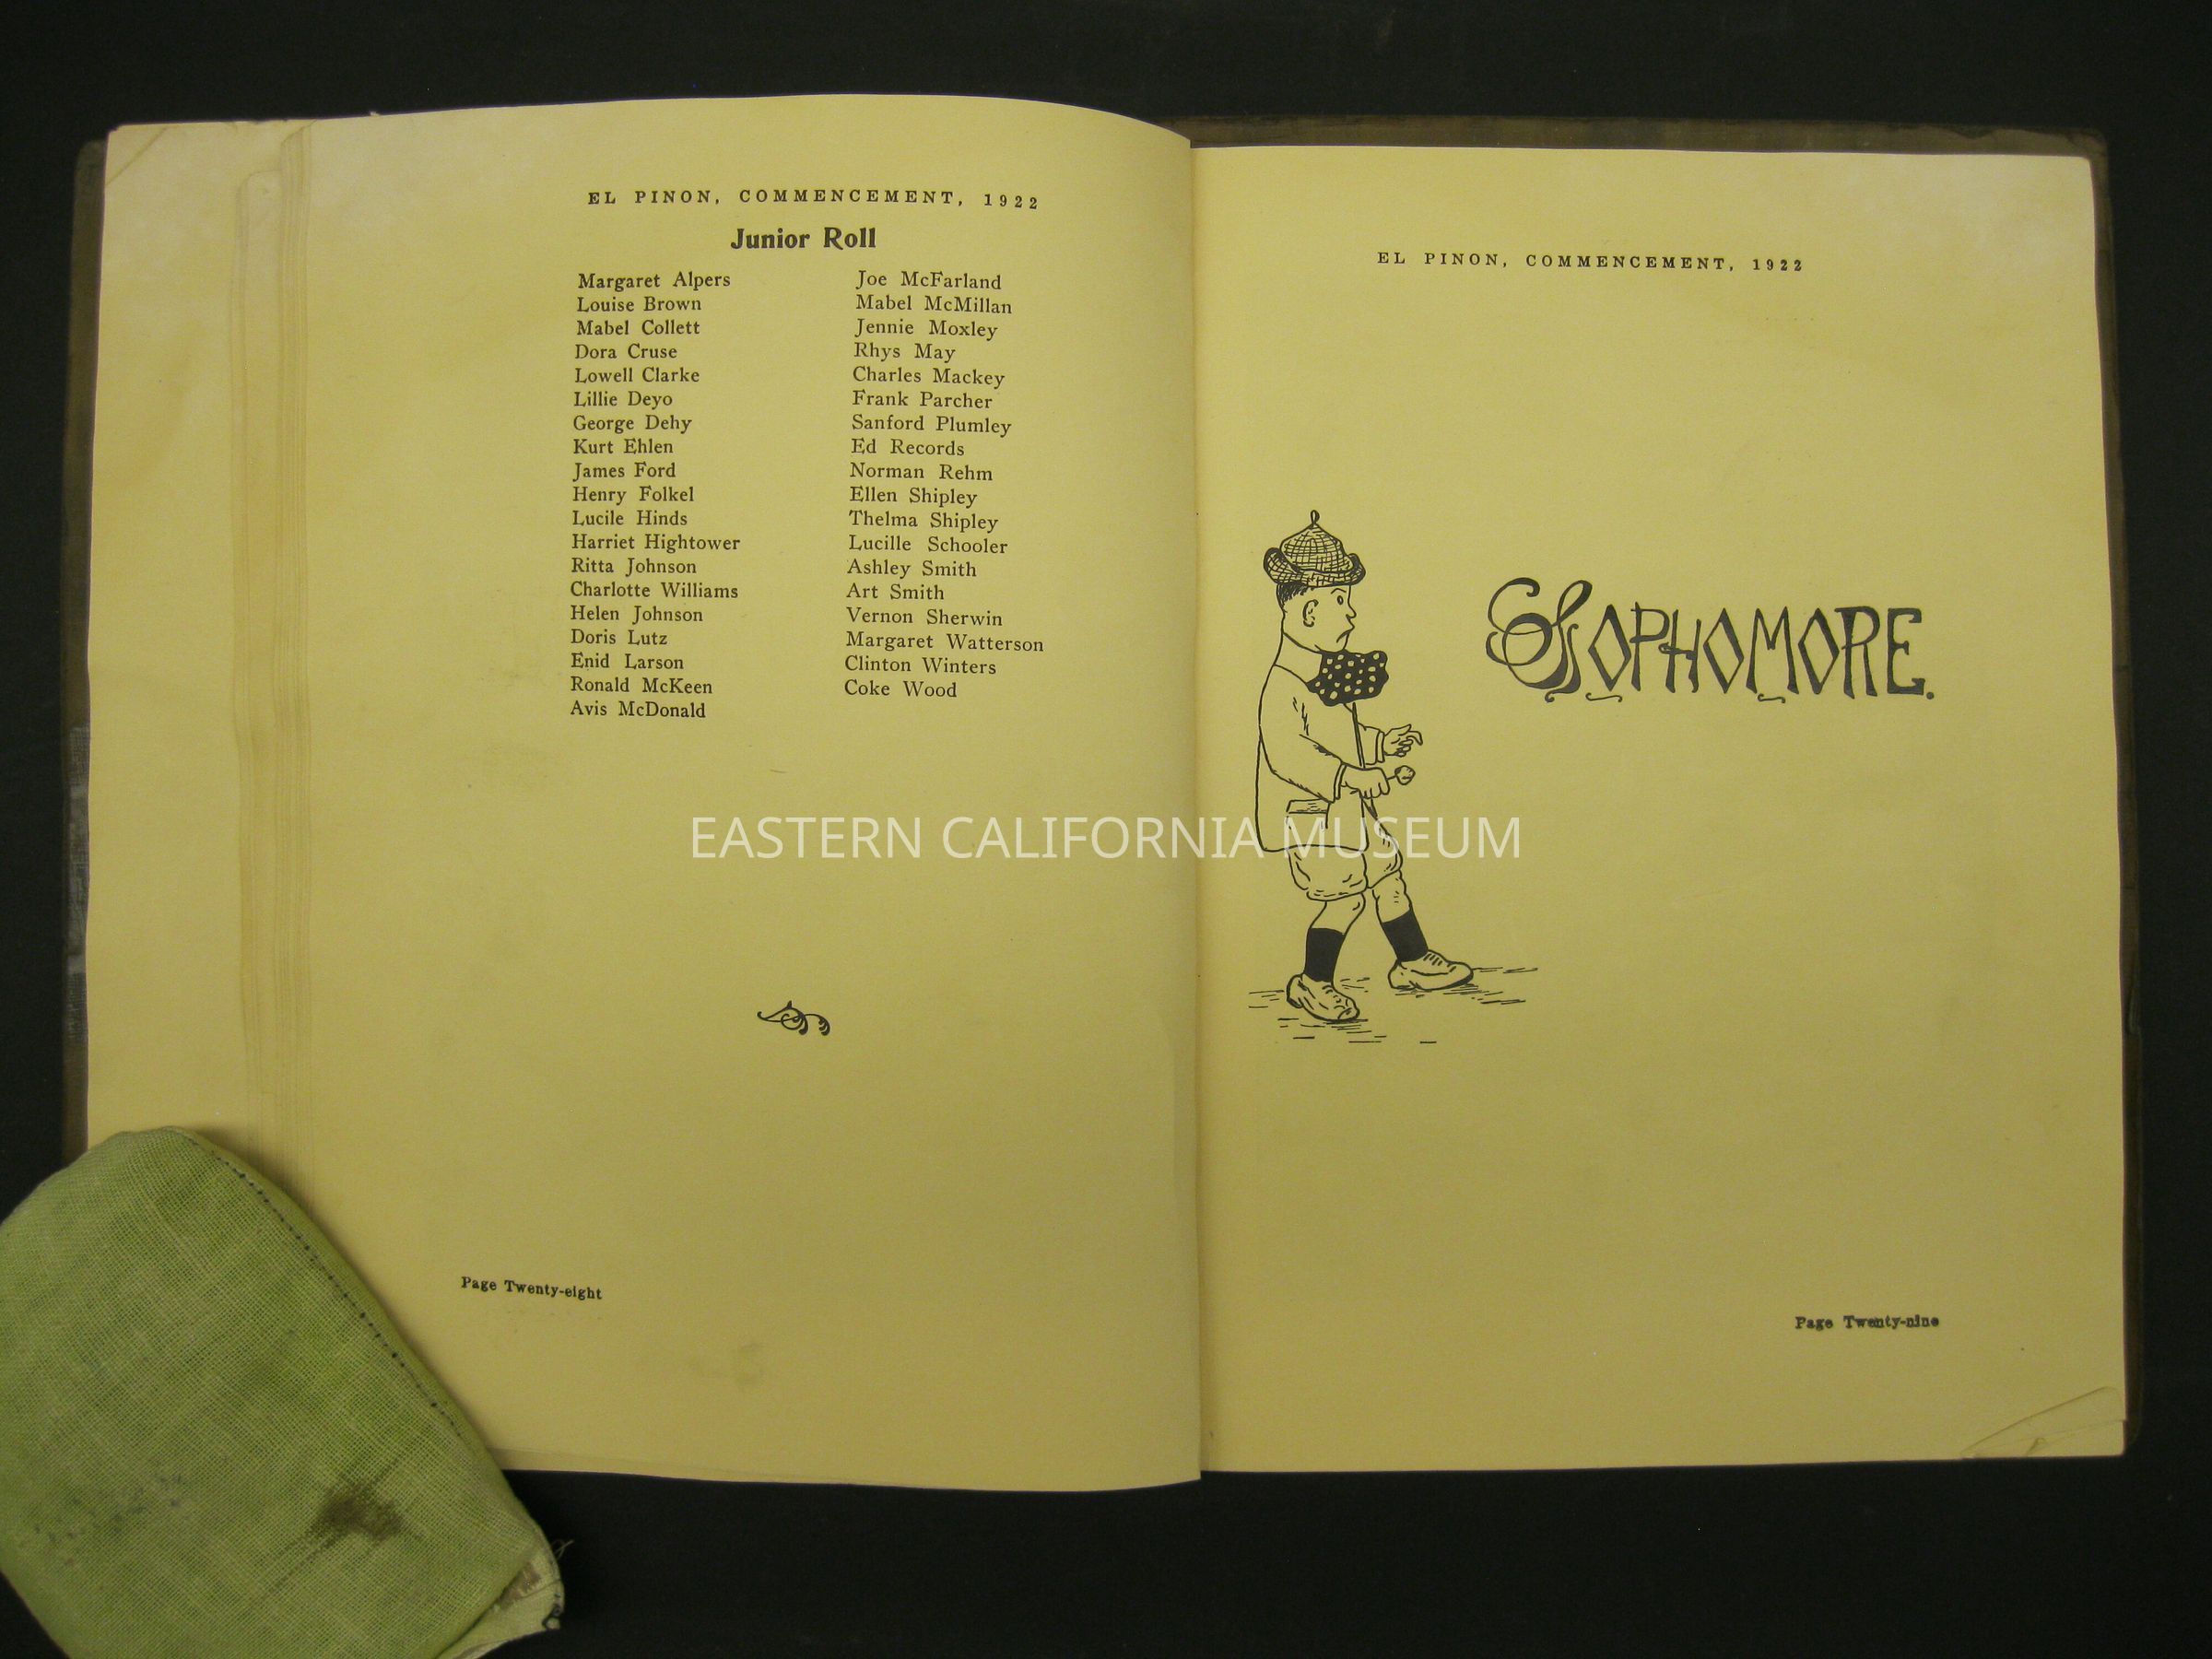 EL PINON, COMMENCEMENT, 1922
Junior Roll
Margaret Alpers
Louise Brown
Mabel Collett
Dora Cruse
Lowell Clarke
Lillie Deyo
George Dehy
Kurt Ehlen
James Ford
Henry Folkel
Lucile Hinds
Harriet Hightower
Ritta Johnson
Charlotte Williams
Helen Johnson
Doris Lutz
Enid Larson
Ronald McKeen
Avis McDonald
Joe McFarland
Mabel McMillan
Jennie Moxley
Rhys May
Charles Mackey
Frank Parcher
Sanford Plumley
Ed Records
Norman Rehm
Ellen Shipley
Thelma Shipley
Lucille Schooler
Ashley Smith
Art Smith
Vernon Sherwin
Margaret Watterson
Clinton Winters
Coke Wood
Page Twenty-eight
EL PINON, COMMENCEMENT, 1922
SOPHOMORE.
Page Twenty-nine
EASTERN CALIFORNIA MUSEUM